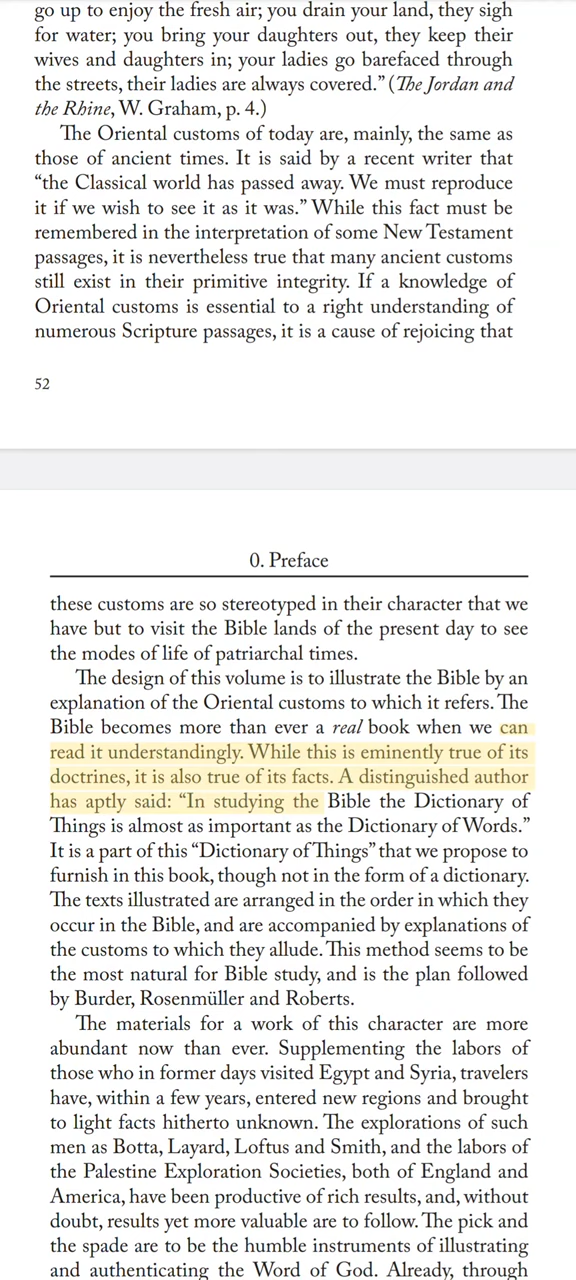 go up to enjoy the fresh air; you drain your land, they sigh
for water; you bring your daughters out, they keep their
wives and daughters in; your ladies go barefaced through
the streets, their ladies are always covered.” (The Jordan and
the Rhine, W. Graham, p. 4.)
The Oriental customs of today are, mainly, the same as
those of ancient times. It is said by a recent writer that
“the Classical world has passed away. We must reproduce
it if we wish to see it as it was.” While this fact must be
remembered in the interpretation of some New Testament
passages, it is nevertheless true that many ancient customs
still exist in their primitive integrity. If a knowledge of
Oriental customs is essential to a right understanding of
numerous Scripture passages, it is a cause of rejoicing that
52
0. Preface
these customs are so stereotyped in their character that we
have but to visit the Bible lands of the present day to see
the modes of life of patriarchal times.
The design of this volume is to illustrate the Bible by an
explanation of the Oriental customs to which it refers. The
Bible becomes more than ever a real book when we can
read it understandingly. While this is eminently true of its
doctrines, it is also true of its facts. A distinguished author
has aptly said: “In studying the Bible the Dictionary of
Things is almost as important as the Dictionary of Words.”
It is a part of this “Dictionary of Things” that we propose to
furnish in this book, though not in the form of a dictionary.
The texts illustrated are arranged in the order in which they
occur in the Bible, and are accompanied by explanations of
the customs to which they allude. This method seems to be
the most natural for Bible study, and is the plan followed
by Burder, Rosenmüller and Roberts.
The materials for a work of this character are more
abundant now than ever. Supplementing the labors of
those who in former days visited Egypt and Syria, travelers
have, within a few years, entered new regions and brought
to light facts hitherto unknown. The explorations of such
men as Botta, Layard, Loftus and Smith, and the labors of
the Palestine Exploration Societies, both of England and
America, have been productive of rich results, and, without
doubt, results yet more valuable are to follow. The pick and
the spade are to be the humble instruments of illustrating
and authenticating the Word of God. Already, through